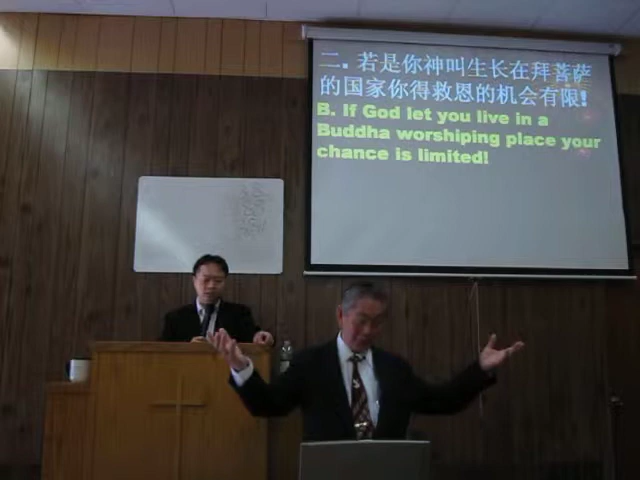 二. 若是你神叫生长在拜菩萨
的国家你得救恩的机会有限!
B. If God let you live in a
Buddha worshiping place your
chance is limited!